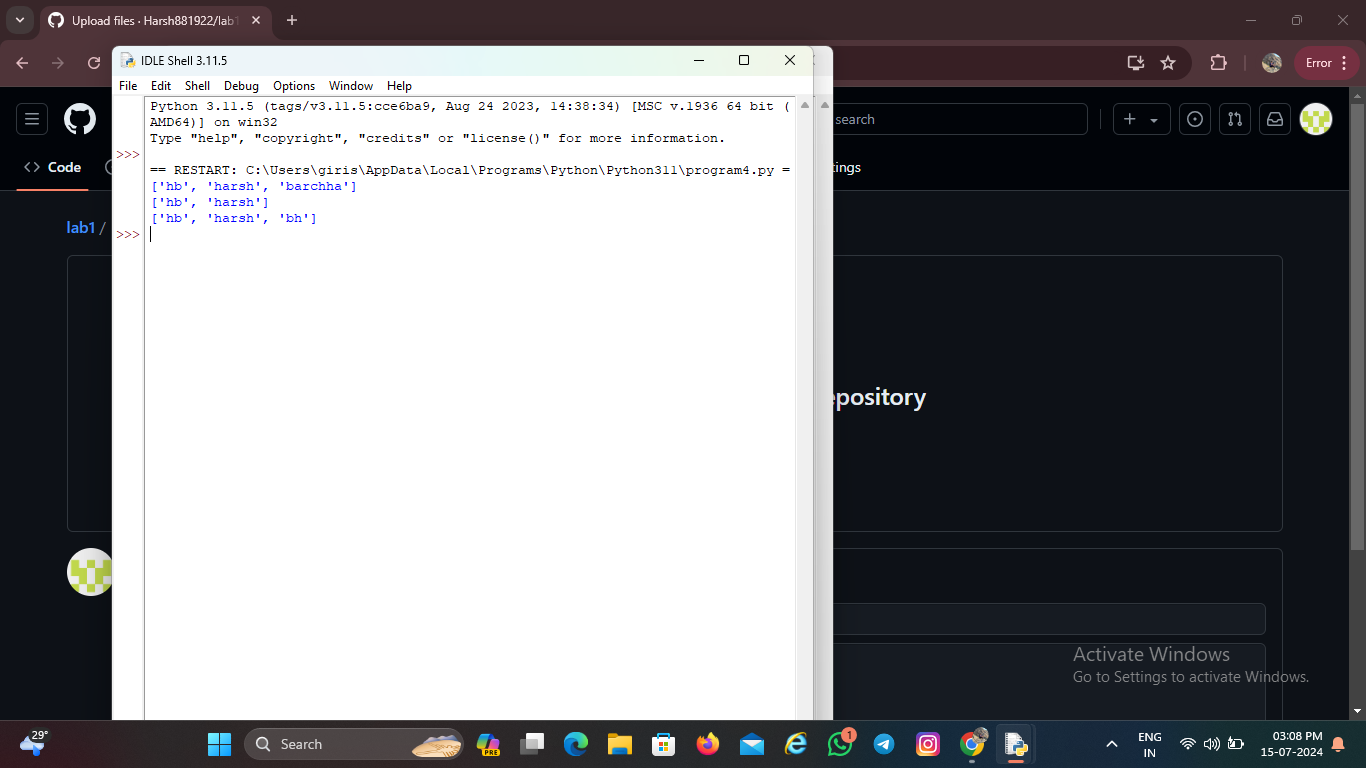 Upload files · Harsh881922/lab1
IDLE Shell 3.11.5
Error
File Edit Shell Debug Options Window Help
Python 3.11.5 (tags/v3.11.5:cce6ba9, Aug 24 2023, 14:38:34) [MSC v.1936 64 bit (
AMD64)] on win32
Type "help", "copyright", "credits" or "license()" for more information.
>>>
== RESTART: C:\Users\giris\AppData\Local\Programs\Python\Python311\program4.py =
['hb', 'harsh', 'barchha']
['hb', 'harsh']
['hb', 'harsh', 'bh']
>>>
search
<> Code
tings
lab1 /
epository
Activate Windows
Go to Settings to activate Windows.
29°
Search
PRE
1
ENG
IN
03:08 PM
15-07-2024